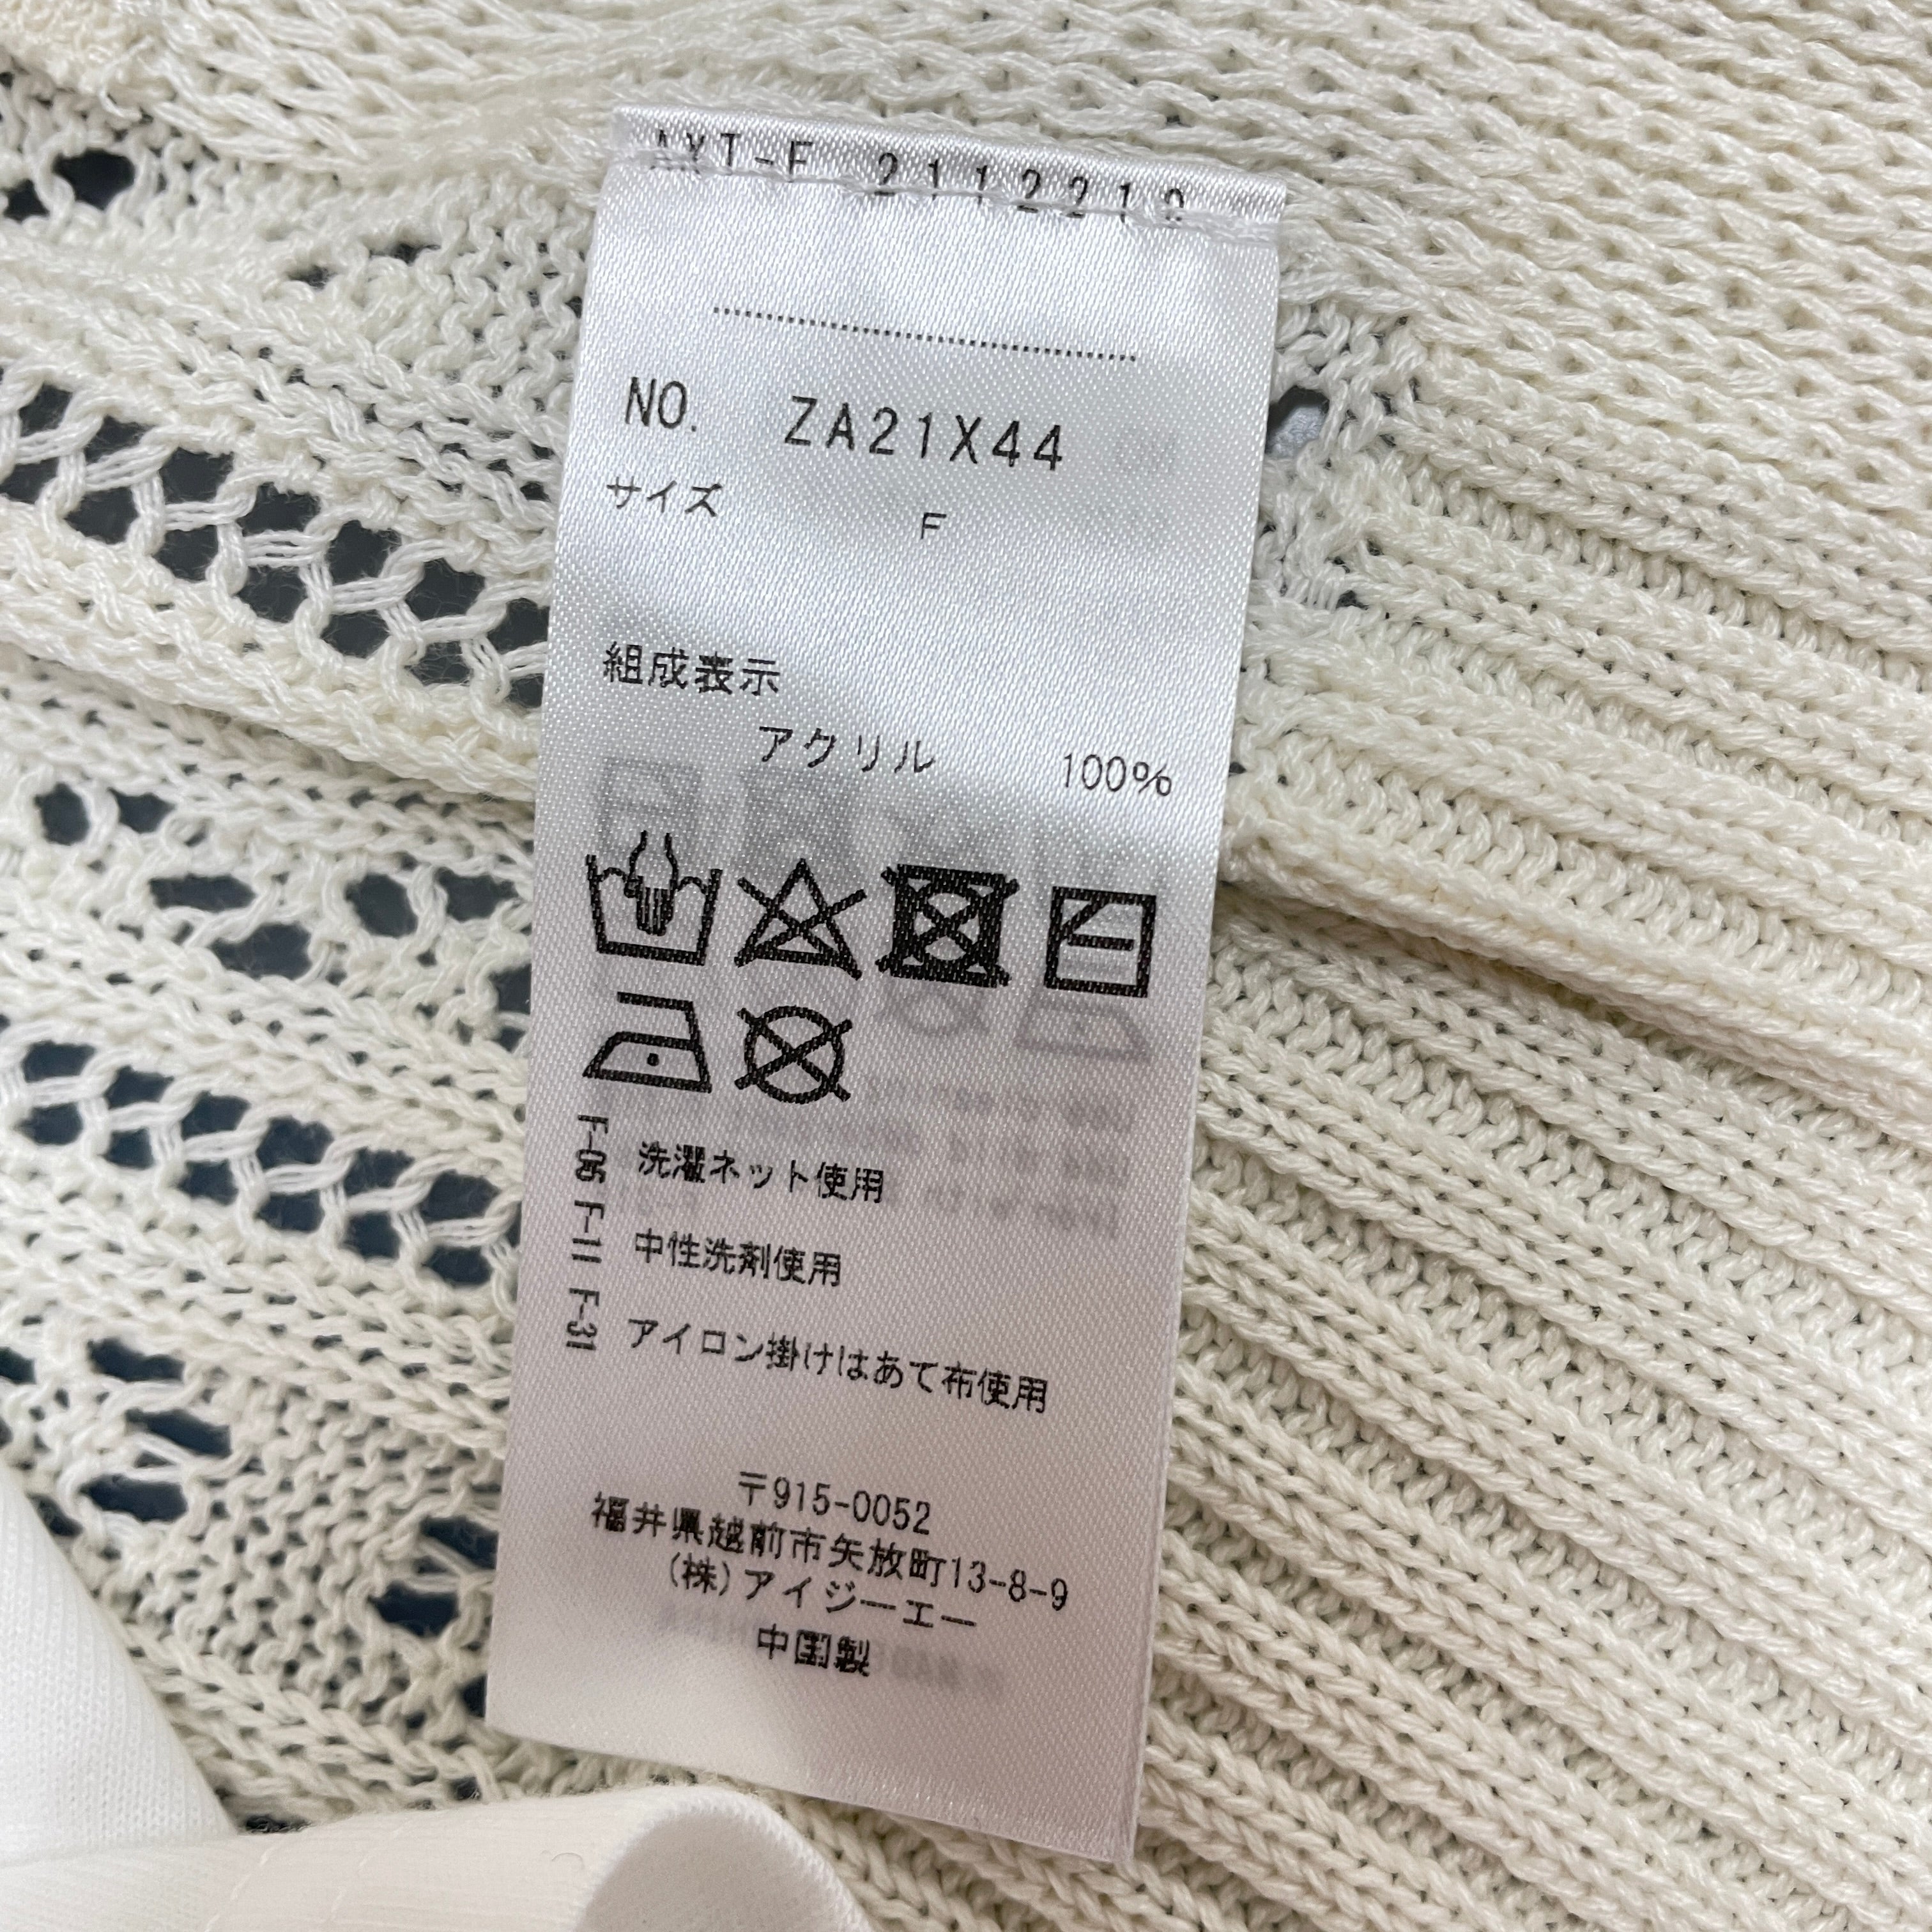 NO. ZA21X44
サイズ F
組成表示
アクリル 100%
F-06 洗濯ネット使用
F-11 中性洗剤使用
F-31 アイロン掛けはあて布使用
〒915-0052
福井県越前市矢放町13-8-9
(株)アイジーエー
中国製